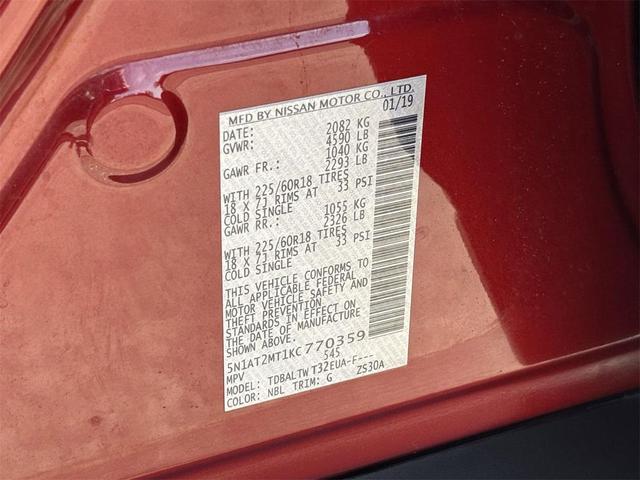 MFD BY NISSAN MOTOR CO., LTD.
DATE: 01/19
GVWR: 2082 KG
4590 LB
GAWR FR.: 1040 KG
2293 LB
WITH 225/60R18 TIRES
18 X 7J RIMS AT 33 PSI
COLD SINGLE
GAWR RR.: 1055 KG
2326 LB
WITH 225/60R18 TIRES
18 X 7J RIMS AT 33 PSI
COLD SINGLE
THIS VEHICLE CONFORMS TO
ALL APPLICABLE FEDERAL
MOTOR VEHICLE SAFETY AND
THEFT PREVENTION
STANDARDS IN EFFECT ON
THE DATE OF MANUFACTURE
SHOWN ABOVE.
5N1AT2MT1KC770359
MPV 545
MODEL: TDBALTW T32EUA-F---
COLOR: NBL TRIM: G ZS30A